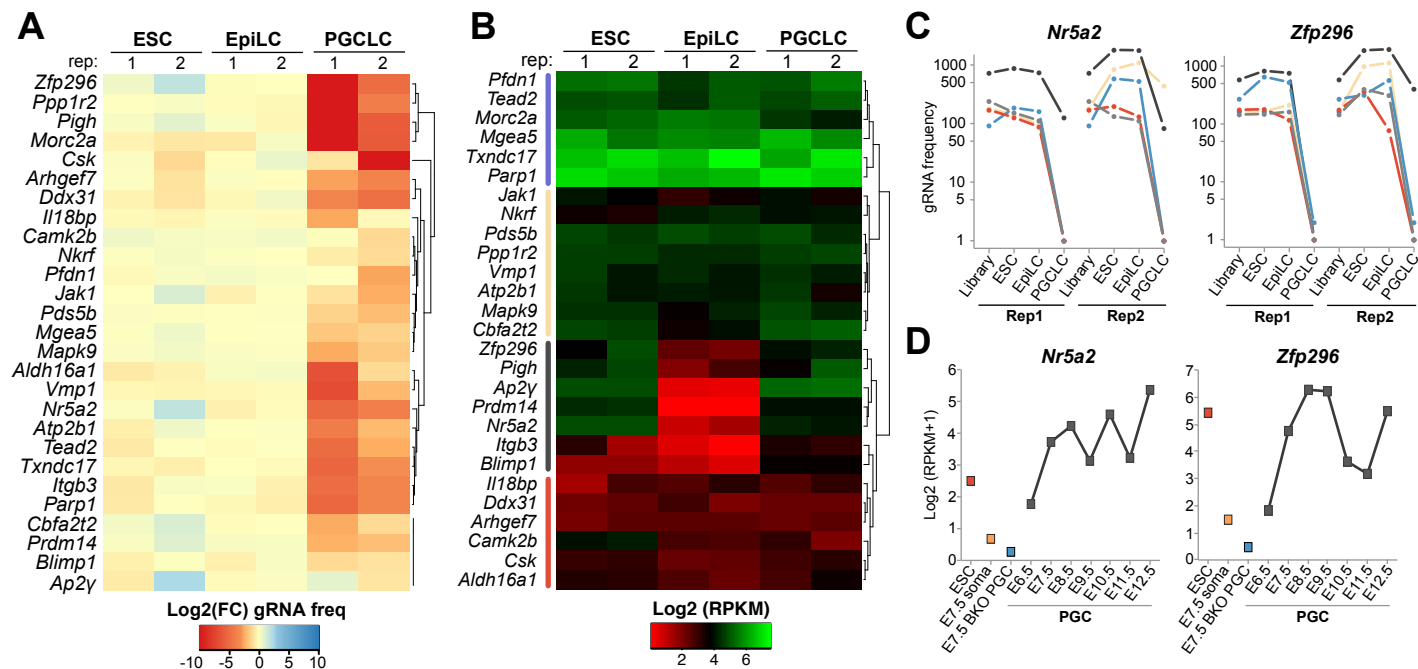 A
ESC EpiLC PGCLC
rep: 1 2 1 2 1 2
Zfp296
Ppp1r2
Pigh
Morc2a
Csk
Arhgef7
Ddx31
Il18bp
Camk2b
Nkrf
Pfdn1
Jak1
Pds5b
Mgea5
Mapk9
Aldh16a1
Vmp1
Nr5a2
Atp2b1
Tead2
Txndc17
Itgb3
Parp1
Cbfa2t2
Prdm14
Blimp1
Ap2γ
Log2(FC) gRNA freq
-10 -5 0 5 10
B
ESC EpiLC PGCLC
rep: 1 2 1 2 1 2
Pfdn1
Tead2
Morc2a
Mgea5
Txndc17
Parp1
Jak1
Nkrf
Pds5b
Ppp1r2
Vmp1
Atp2b1
Mapk9
Cbfa2t2
Zfp296
Pigh
Ap2γ
Prdm14
Nr5a2
Itgb3
Blimp1
Il18bp
Ddx31
Arhgef7
Camk2b
Csk
Aldh16a1
Log2 (RPKM)
2 4 6
C
Nr5a2
gRNA frequency
1000
500
100
50
10
5
1
Library ESC EpiLC PGCLC Library ESC EpiLC PGCLC
Rep1 Rep2
Zfp296
1000
500
100
50
10
5
1
Library ESC EpiLC PGCLC Library ESC EpiLC PGCLC
Rep1 Rep2
D
Nr5a2
Log2 (RPKM+1)
6
5
4
3
2
1
0
ESC E7.5 soma E7.5 BKO PGC E6.5 E7.5 E8.5 E9.5 E10.5 E11.5 E12.5
PGC
Zfp296
7
6
5
4
3
2
1
0
ESC E7.5 soma E7.5 BKO PGC E6.5 E7.5 E8.5 E9.5 E10.5 E11.5 E12.5
PGC